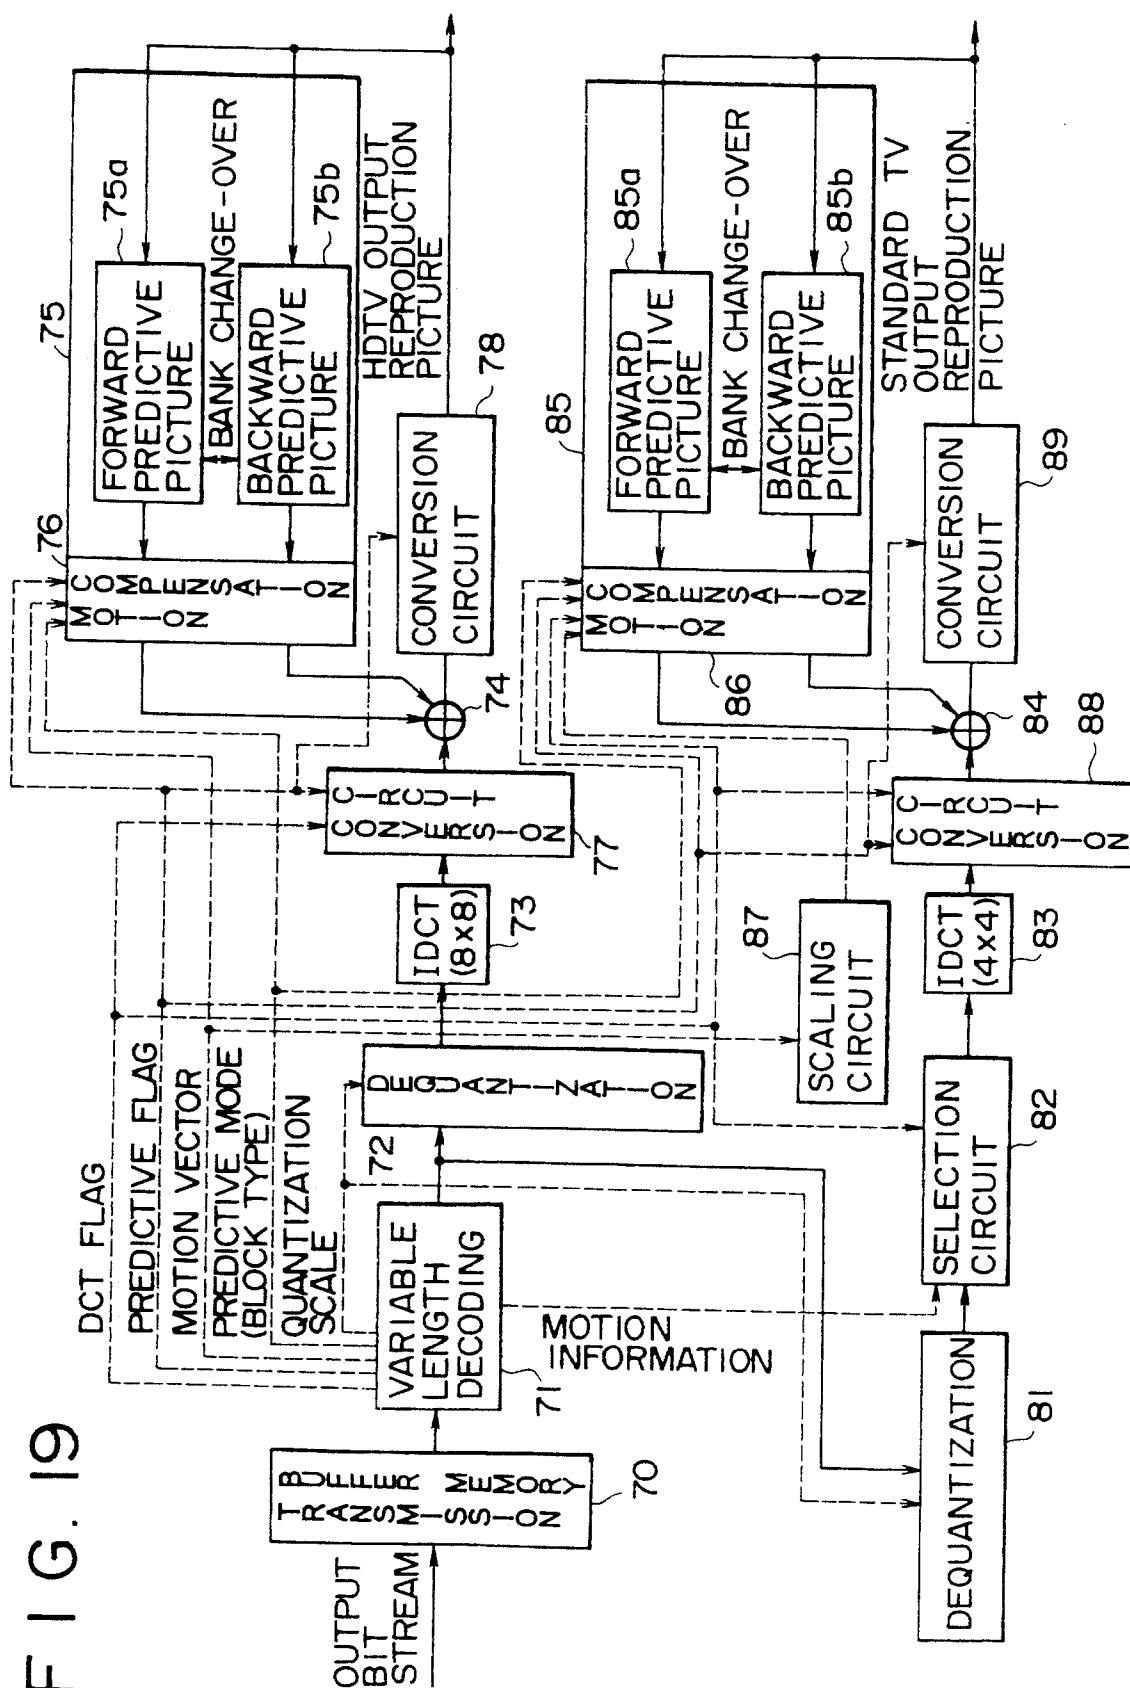 FIG. 19
OUTPUT
BIT
STREAM
TRANSMISSION
BUFFER MEMORY
70
VARIABLE
LENGTH
DECODING
71
DCT FLAG
PREDICTIVE FLAG
MOTION VECTOR
PREDICTIVE MODE
(BLOCK TYPE)
QUANTIZATION
SCALE
MOTION
INFORMATION
72
DEQUANTIZATION
IDCT
(8x8)
73
CONVERSION
CIRCUIT
77
74
CONVERSION
CIRCUIT
78
MOTION
COMPENSATION
76
75
FORWARD
PREDICTIVE
PICTURE
75a
BANK CHANGE-OVER
BACKWARD
PREDICTIVE
PICTURE
75b
HDTV OUTPUT
REPRODUCTION
PICTURE
DEQUANTIZATION
81
SELECTION
CIRCUIT
82
SCALING
CIRCUIT
87
IDCT
(4x4)
83
CONVERSION
CIRCUIT
88
84
CONVERSION
CIRCUIT
89
MOTION
COMPENSATION
86
85
FORWARD
PREDICTIVE
PICTURE
85a
BANK CHANGE-OVER
BACKWARD
PREDICTIVE
PICTURE
85b
STANDARD TV
OUTPUT
REPRODUCTION
PICTURE